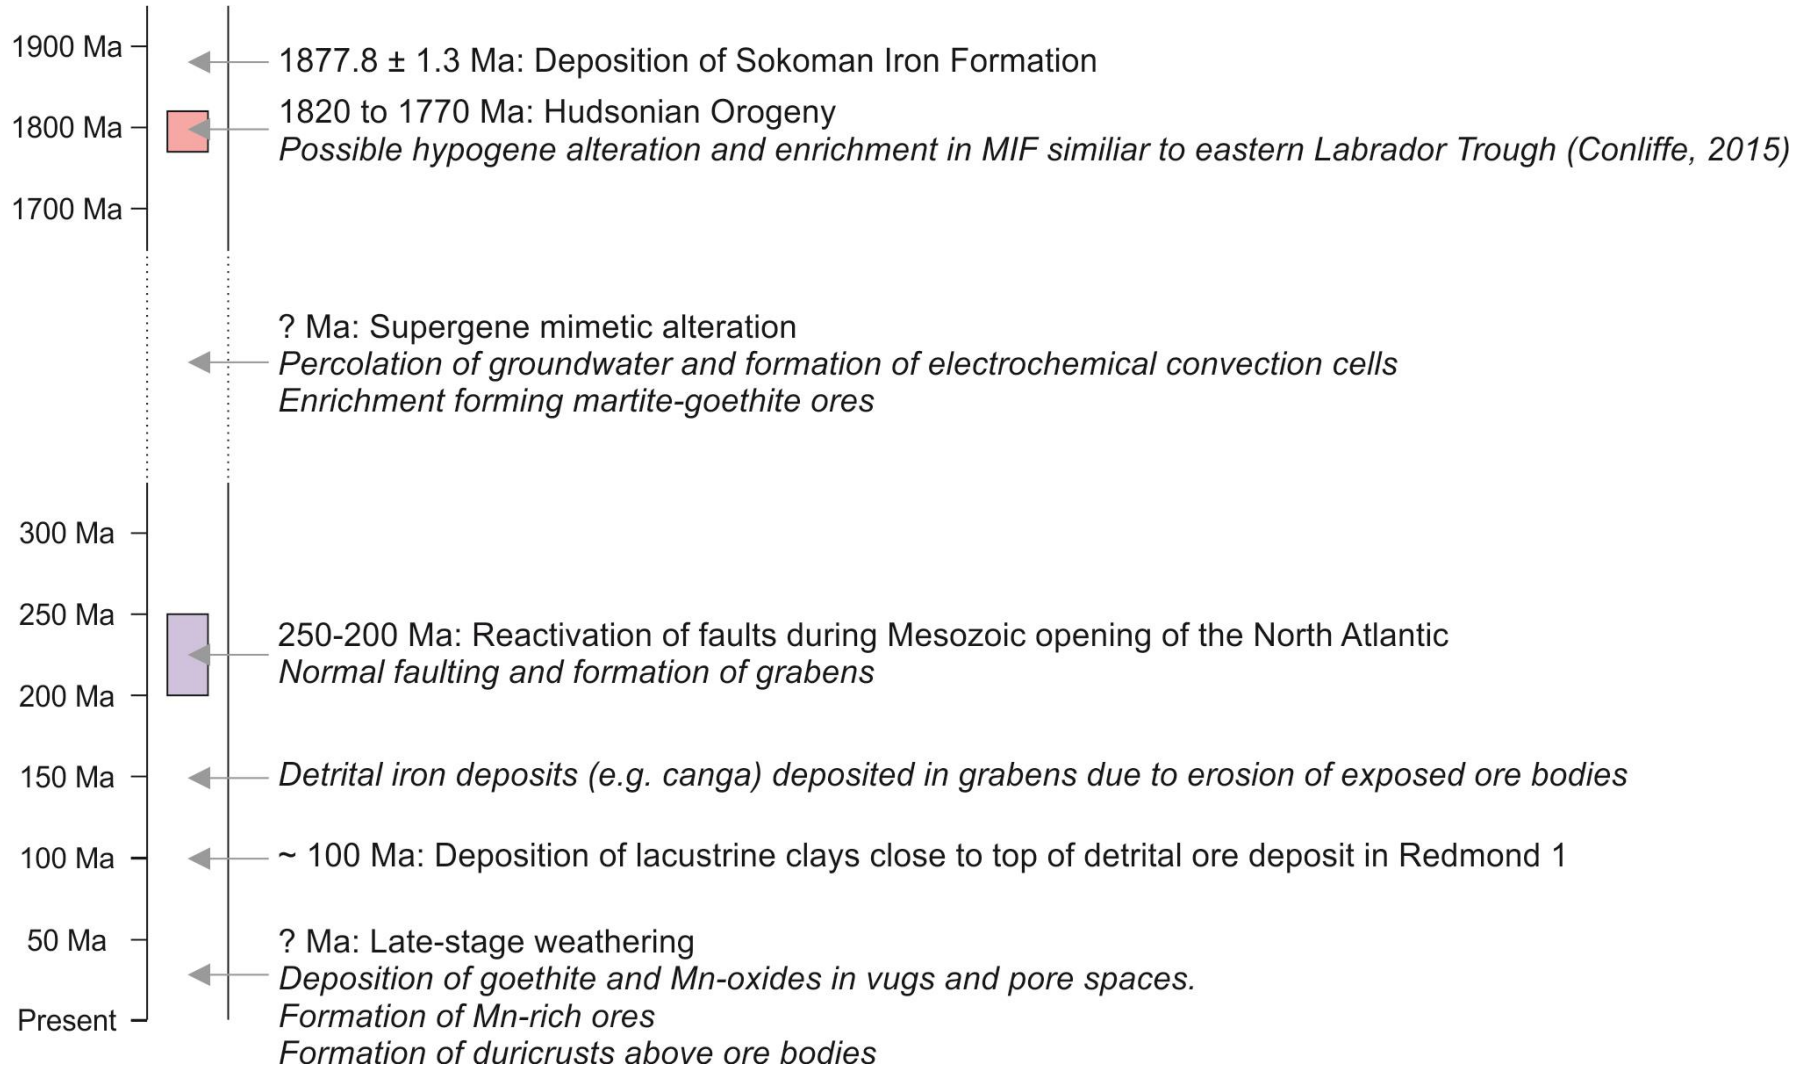 1900 Ma
1877.8 ± 1.3 Ma: Deposition of Sokoman Iron Formation
1820 to 1770 Ma: Hudsonian Orogeny
1800 Ma
Possible hypogene alteration and enrichment in MIF similiar to eastern Labrador Trough (Conliffe, 2015)
1700 Ma
? Ma: Supergene mimetic alteration
Percolation of groundwater and formation of electrochemical convection cells
Enrichment forming martite-goethite ores
300 Ma
250 Ma
250-200 Ma: Reactivation of faults during Mesozoic opening of the North Atlantic
Normal faulting and formation of grabens
200 Ma
150 Ma
Detrital iron deposits (e.g. canga) deposited in grabens due to erosion of exposed ore bodies
100 Ma
~ 100 Ma: Deposition of lacustrine clays close to top of detrital ore deposit in Redmond 1
50 Ma
? Ma: Late-stage weathering
Deposition of goethite and Mn-oxides in vugs and pore spaces.
Present
Formation of Mn-rich ores
Formation of duricrusts above ore bodies